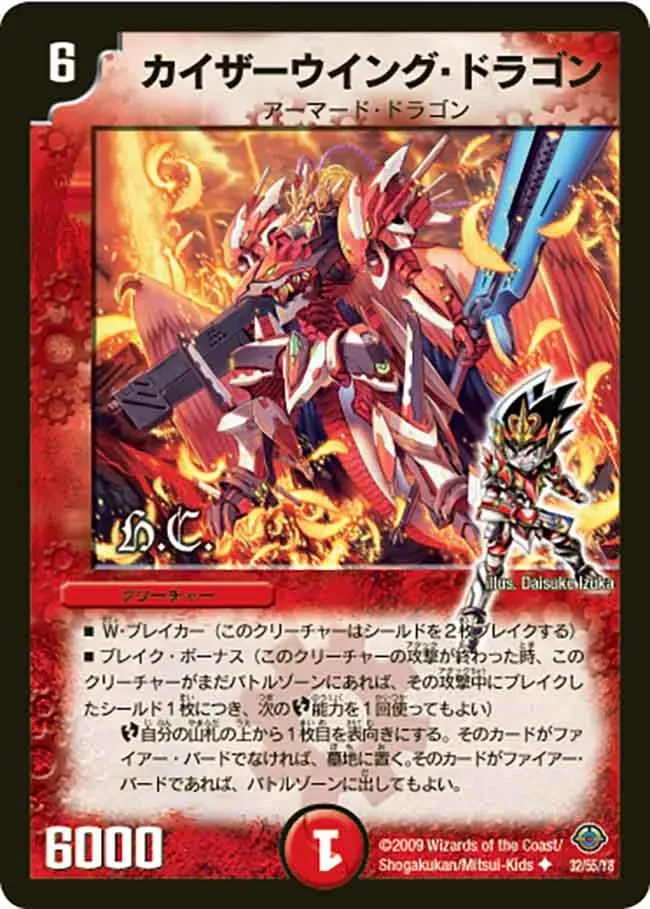 6
カイザーウイング・ドラゴン
アーマード・ドラゴン
H.C.
illus. Daisuke Izuka
クリーチャー
■ W・ブレイカー（このクリーチャーはシールドを２枚ブレイクする）
■ ブレイク・ボーナス（このクリーチャーの攻撃が終わった時、この
クリーチャーがまだバトルゾーンにあれば、その攻撃中にブレイクし
たシールド１枚につき、次の能力を１回使ってもよい）
自分の山札の上から１枚目を表向きにする。そのカードがフ
ァイアー・バードでなければ、墓地に置く。そのカードがファイアー・
バードであれば、バトルゾーンに出してもよい。
6000
1
©2009 Wizards of the Coast/
Shogakukan/Mitsui-Kids
32/55/Y8